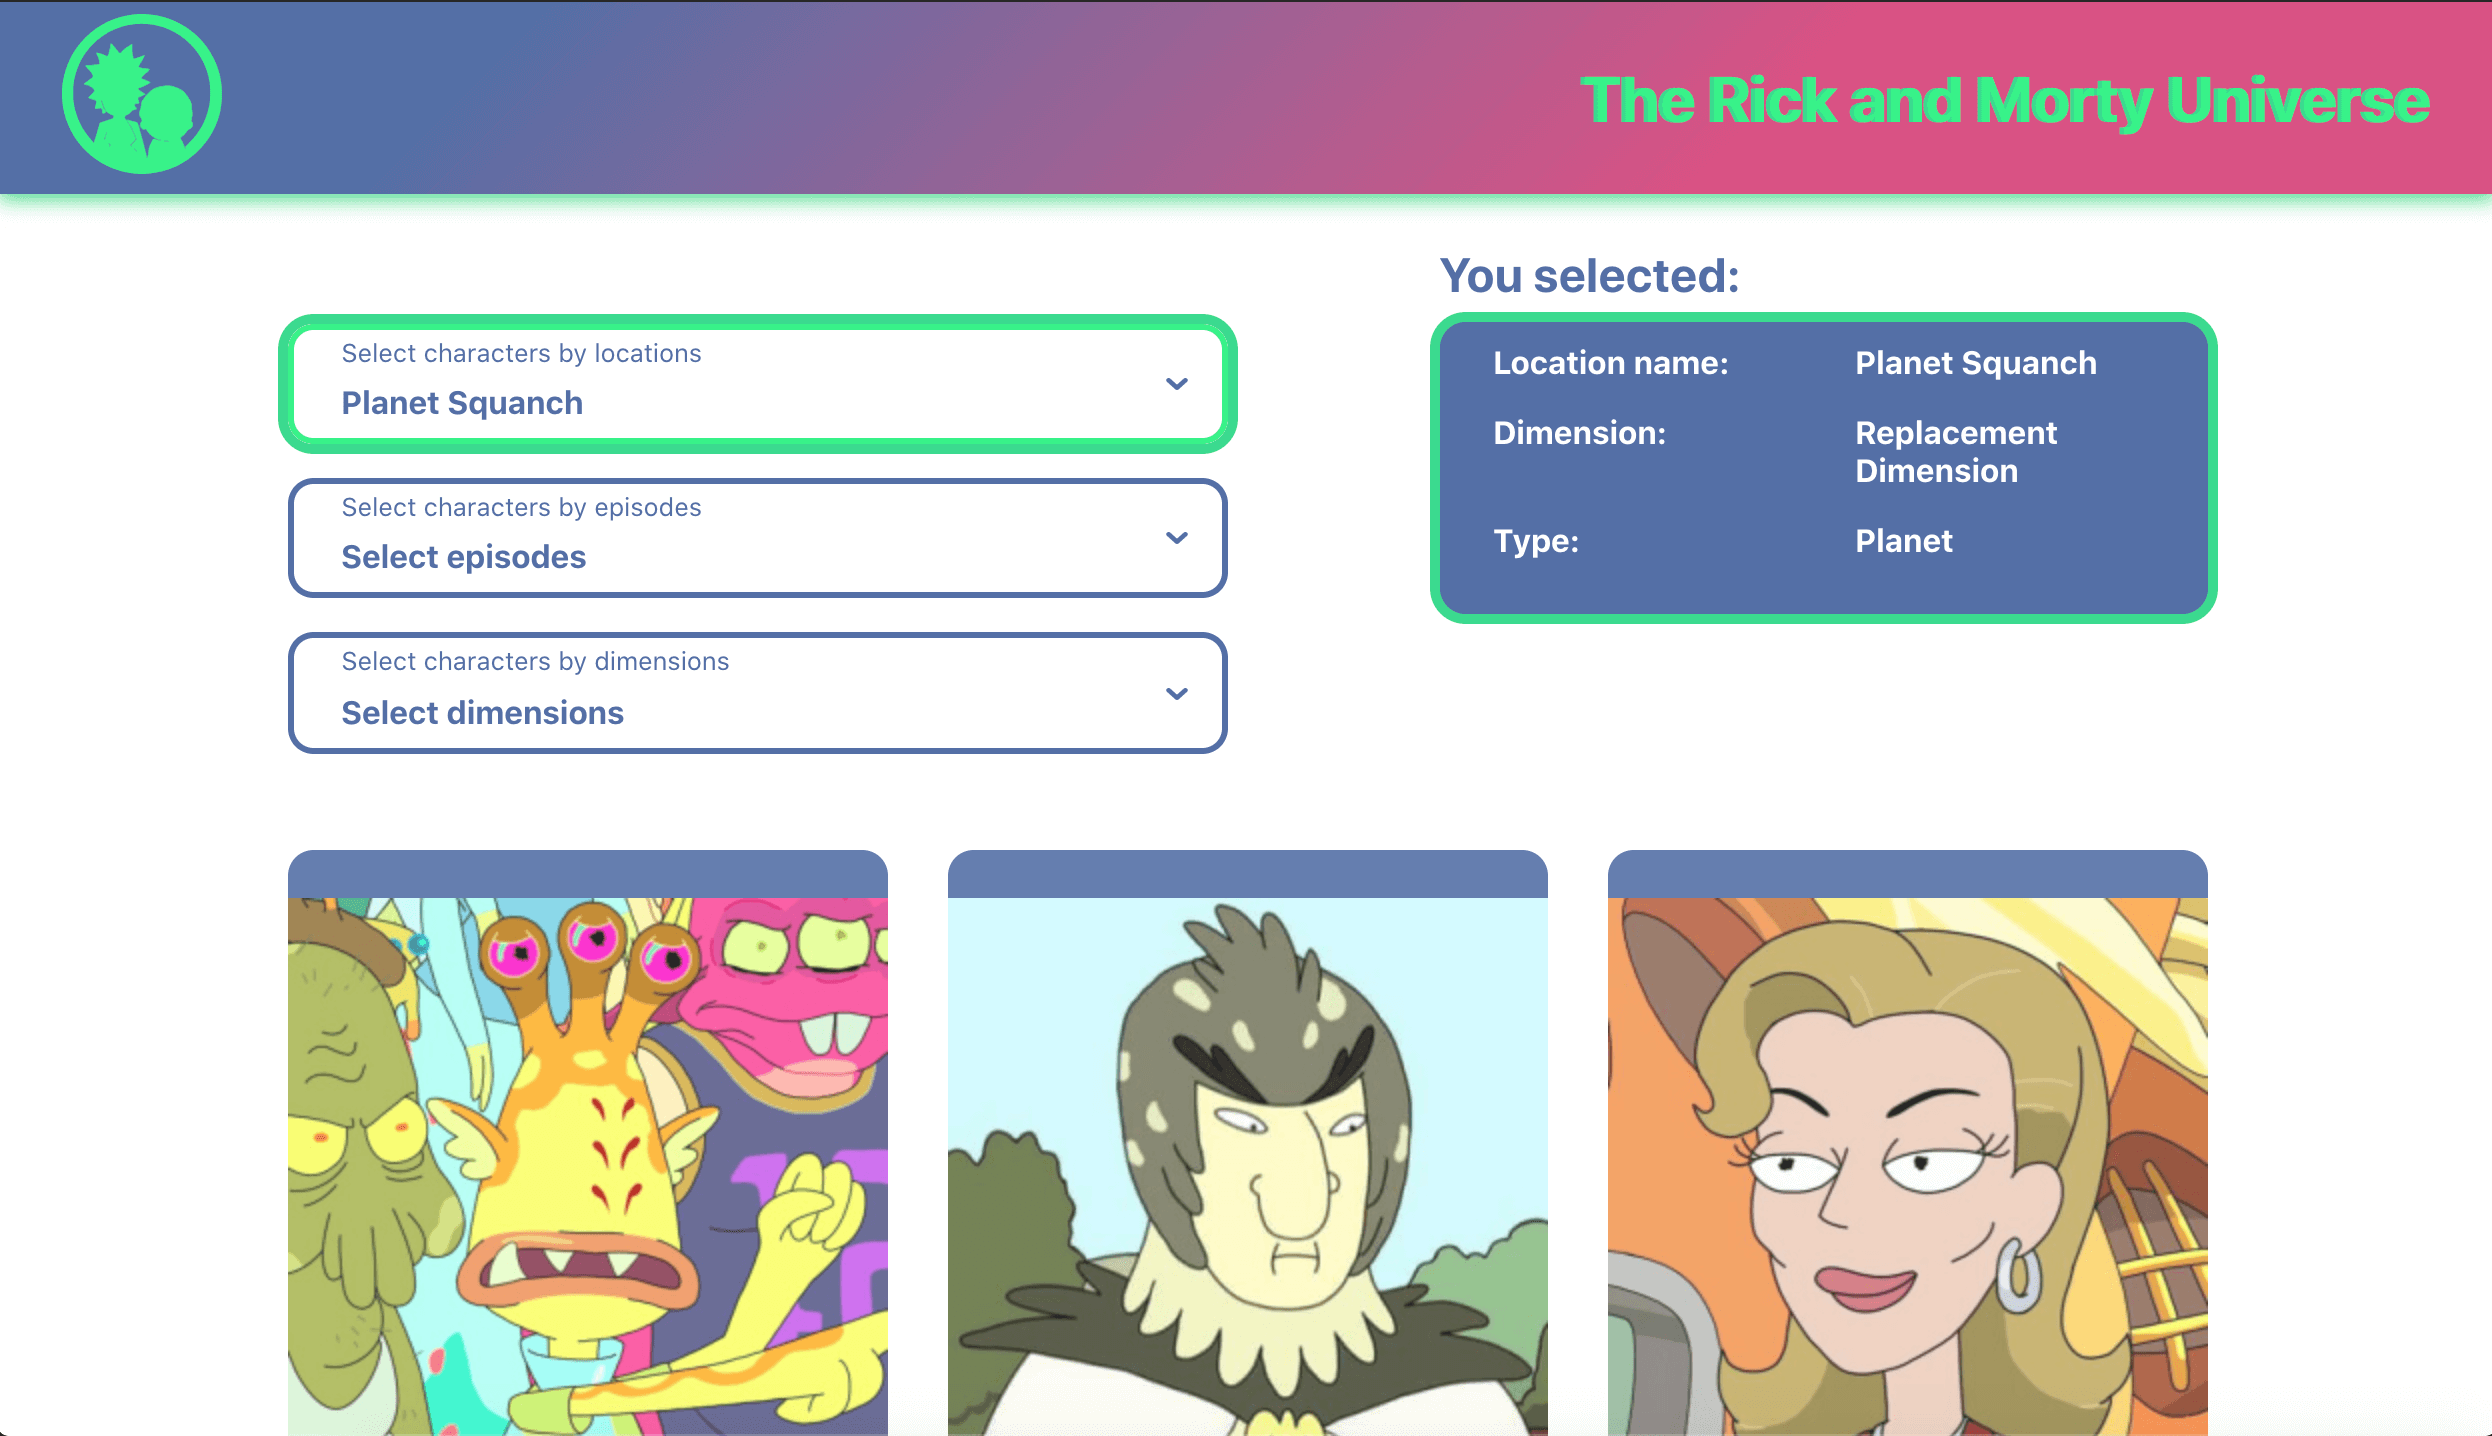 The Rick and Morty Universe
Select characters by locations
Planet Squanch
Select characters by episodes
Select episodes
Select characters by dimensions
Select dimensions
You selected:
Location name: Planet Squanch
Dimension: Replacement
Dimension
Type: Planet